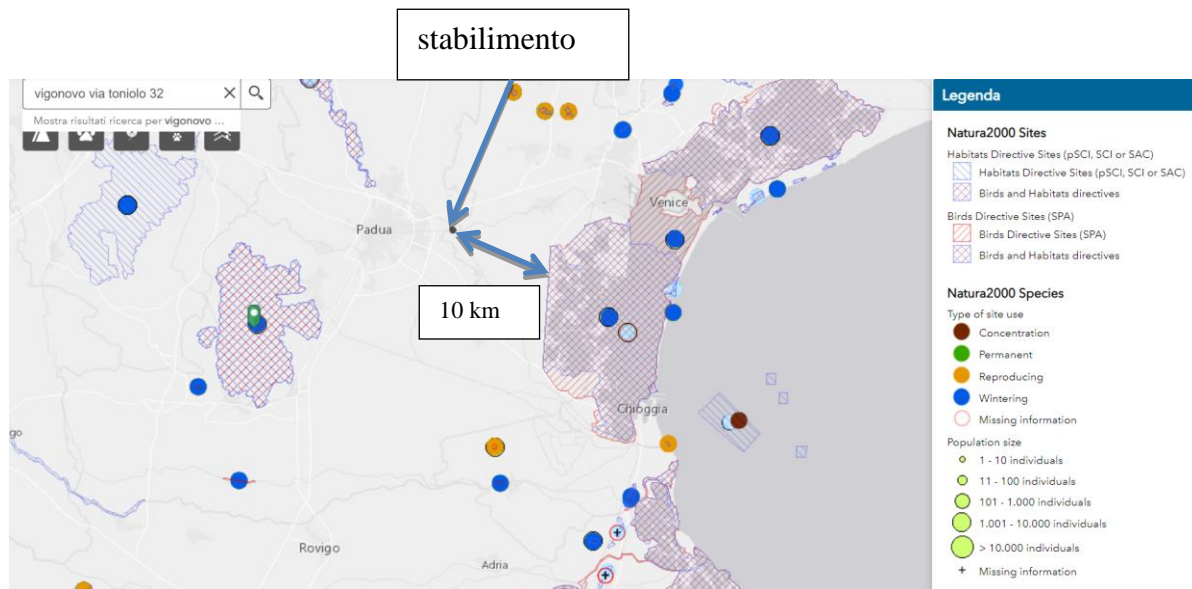 stabilimento
vigonovo via toniolo 32
Mostra risultati ricerca per vigonovo ...
Padua
Venice
10 km
Chioggia
go
Rovigo
Adria
Legenda
Natura2000 Sites
Habitats Directive Sites (pSCI, SCI or SAC)
Habitats Directive Sites (pSCI, SCI or SAC)
Birds and Habitats directives
Birds Directive Sites (SPA)
Birds Directive Sites (SPA)
Birds and Habitats directives
Natura2000 Species
Type of site use
Concentration
Permanent
Reproducing
Wintering
Missing information
Population size
1 - 10 individuals
11 - 100 individuals
101 - 1.000 individuals
1.001 - 10.000 individuals
> 10.000 individuals
+ Missing information